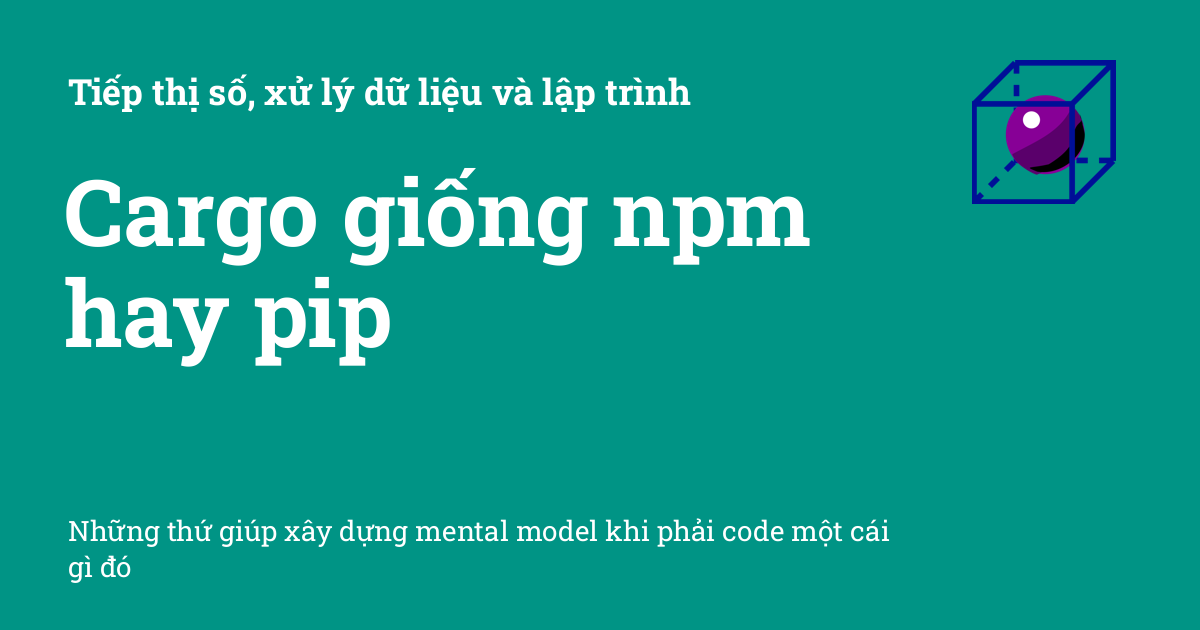 Tiếp thị số, xử lý dữ liệu và lập trình
Cargo giống npm
hay pip
Những thứ giúp xây dựng mental model khi phải code một cái
gì đó